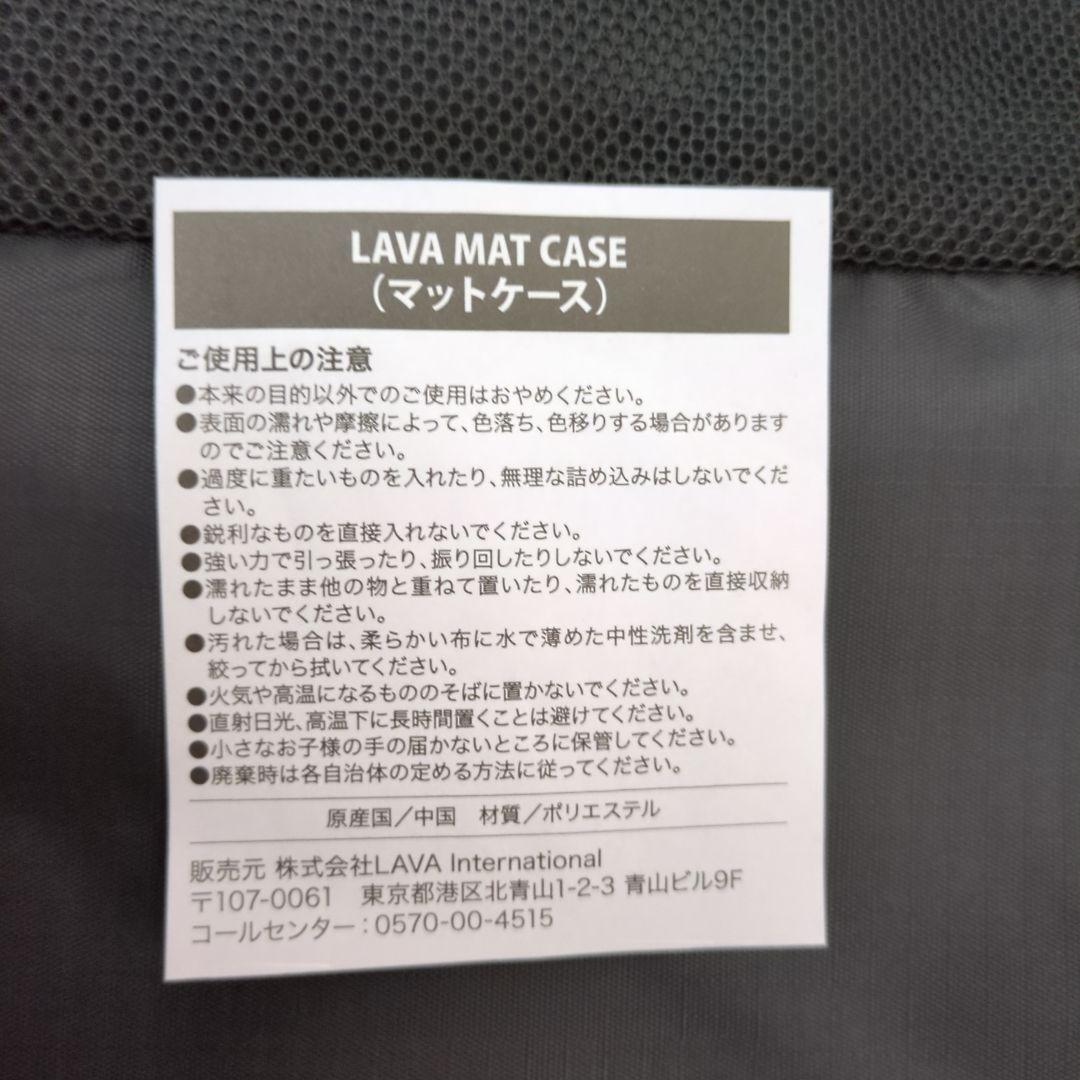 LAVA MAT CASE
（マットケース）
ご使用上の注意
●本来の目的以外でのご使用はおやめください。
●表面の濡れや摩擦によって、色落ち、色移りする場合があります
のでご注意ください。
●過度に重たいものを入れたり、無理な詰め込みはしないでくだ
さい。
●鋭利なものを直接入れないでください。
●強い力で引っ張ったり、振り回したりしないでください。
●濡れたまま他の物と重ねて置いたり、濡れたものを直接収納
しないでください。
●汚れた場合は、柔らかい布に水で薄めた中性洗剤を含ませ、
絞ってから拭いてください。
●火気や高温になるもののそばに置かないでください。
●直射日光、高温下に長時間置くことは避けてください。
●小さなお子様の手の届かないところに保管してください。
●廃棄時は各自治体の定める方法に従ってください。
原産国／中国　材質／ポリエステル
販売元 株式会社LAVA International
〒107-0061　東京都港区北青山1-2-3 青山ビル9F
コールセンター：0570-00-4515